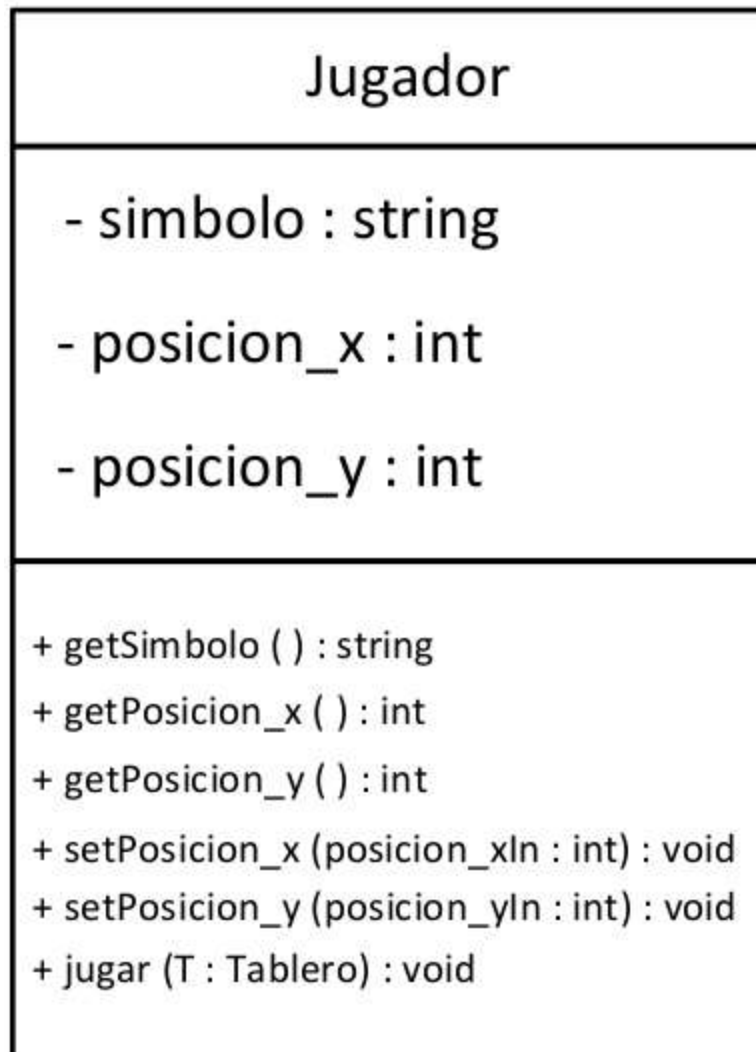 Jugador
- simbolo : string
- posicion_x : int
- posicion_y : int
+ getSimbolo ( ) : string
+ getPosicion_x ( ) : int
+ getPosicion_y ( ) : int
+ setPosicion_x (posicion_xIn : int) : void
+ setPosicion_y (posicion_yIn : int) : void
+ jugar (T : Tablero) : void